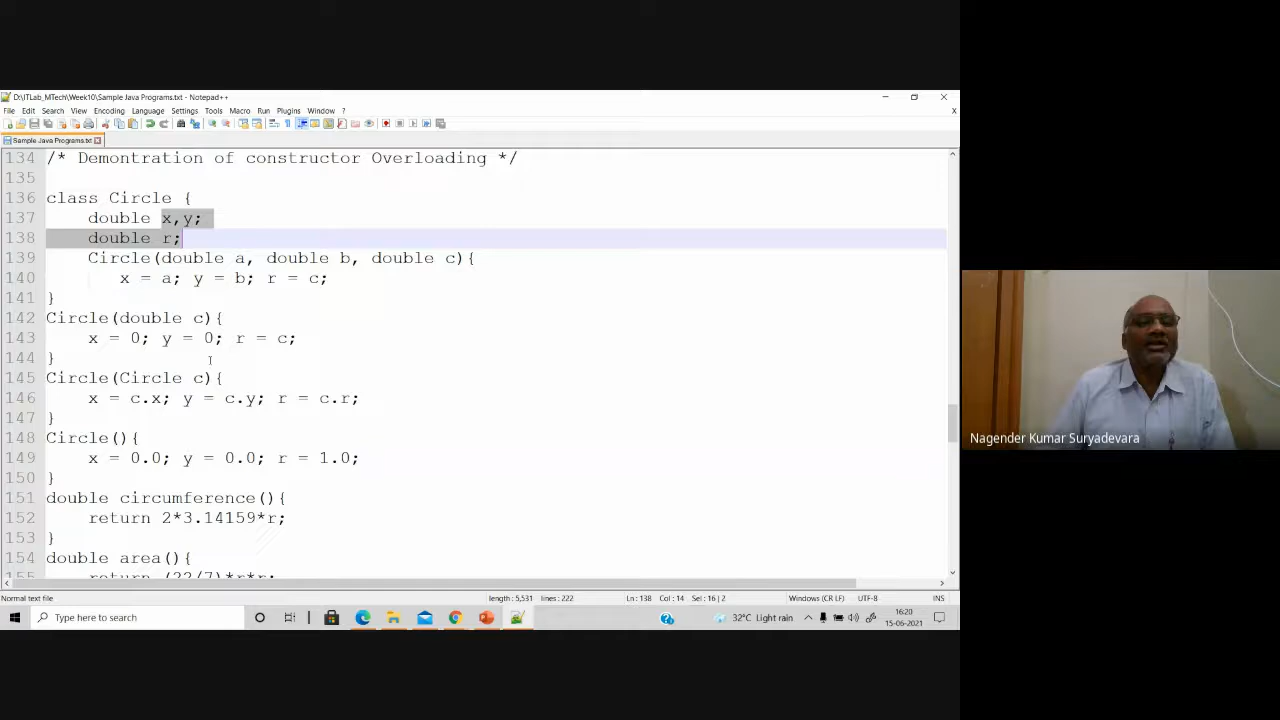 D:\ITLab_MTech\Week10\Sample Java Programs.txt - Notepad++
File Edit Search View Encoding Language Settings Tools Macro Run Plugins Window ?
X
Sample Java Programs.txt
134 /* Demontration of constructor Overloading */
135
136 class Circle {
137 double x,y;
138 double r;
139 Circle(double a, double b, double c){
140 x = a; y = b; r = c;
141 }
142 Circle(double c){
143 x = 0; y = 0; r = c;
144 }
145 Circle(Circle c){
146 x = c.x; y = c.y; r = c.r;
147 }
148 Circle(){
149 x = 0.0; y = 0.0; r = 1.0;
150 }
151 double circumference(){
152 return 2*3.14159*r;
153 }
154 double area(){
155 return (22/7)*r*r;
Normal text file length : 5,531 lines : 222 Ln : 138 Col : 14 Sel : 16 | 2 Windows (CR LF) UTF-8 INS
Type here to search 32°C Light rain 16:20
15-06-2021
Nagender Kumar Suryadevara